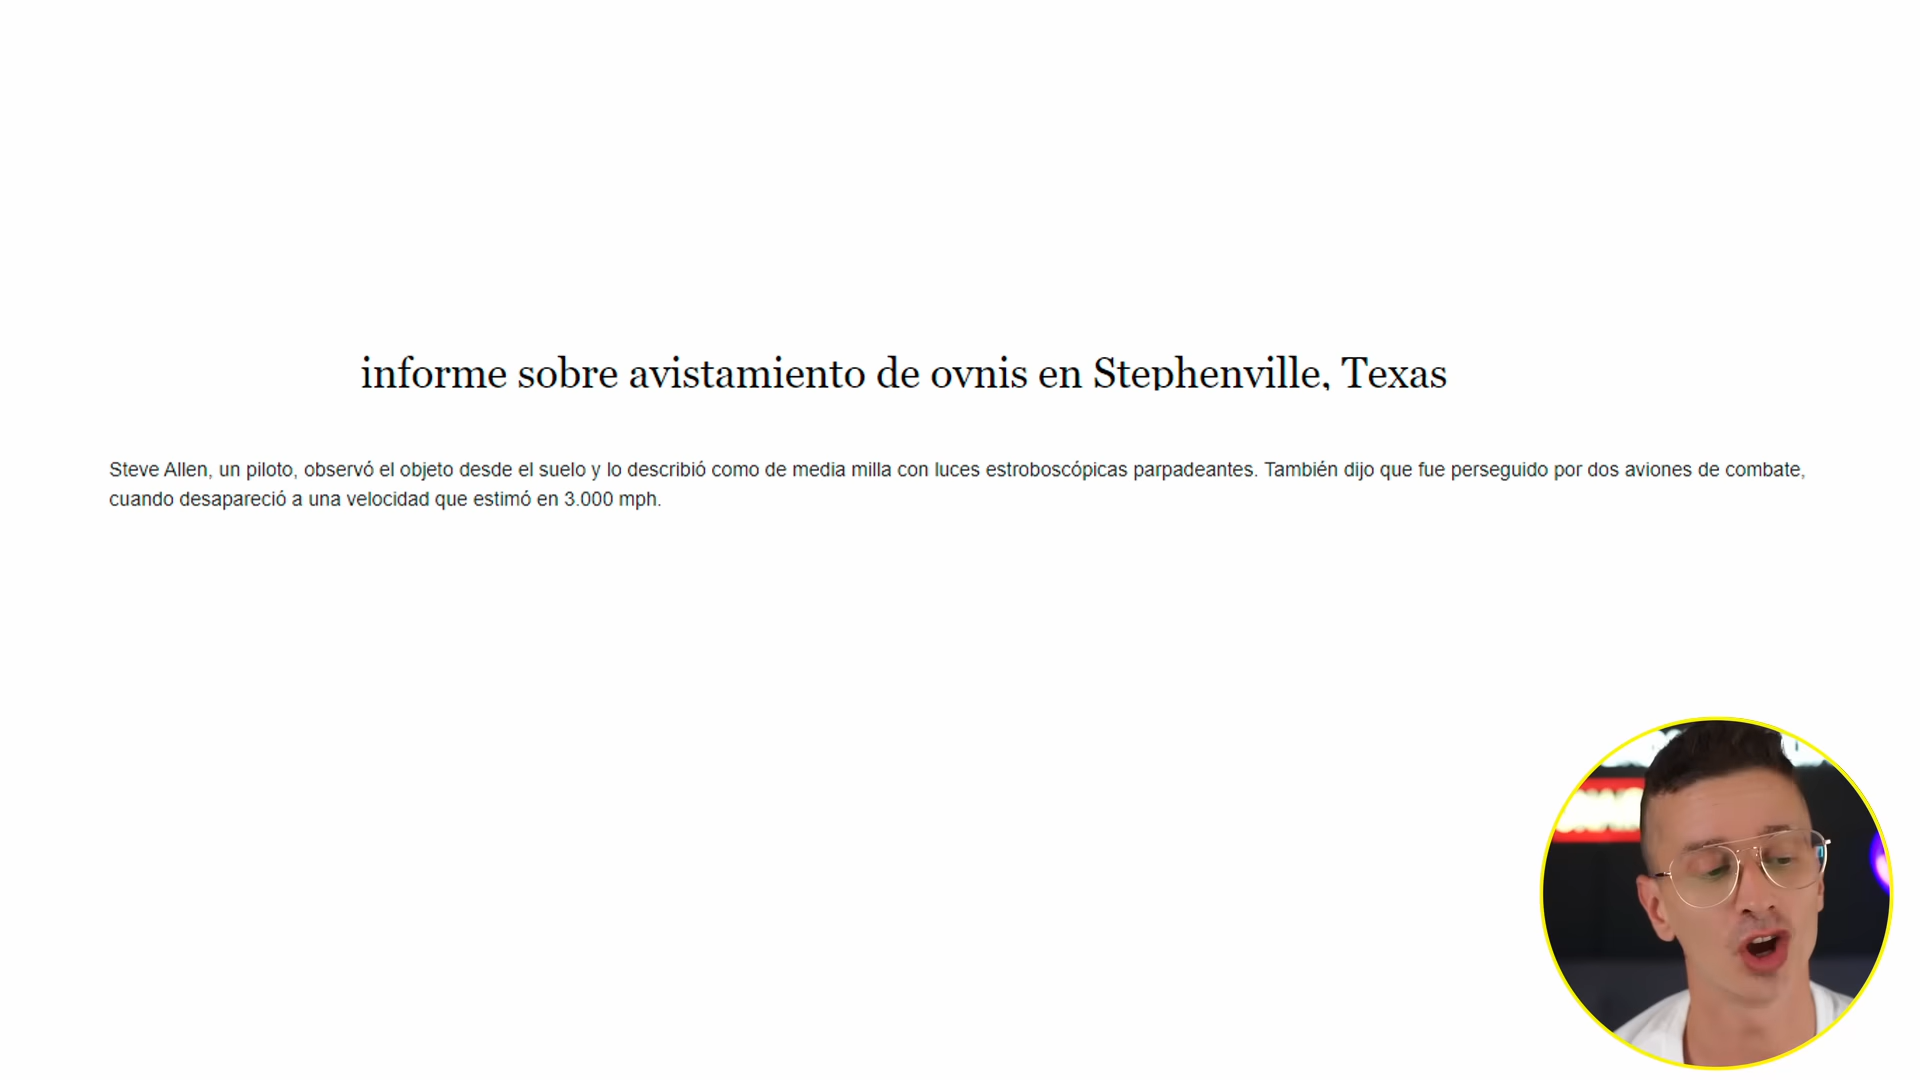 informe sobre avistamiento de ovnis en Stephenville, Texas
Steve Allen, un piloto, observó el objeto desde el suelo y lo describió como de media milla con luces estroboscópicas parpadeantes. También dijo que fue perseguido por dos aviones de combate,
cuando desapareció a una velocidad que estimó en 3.000 mph.